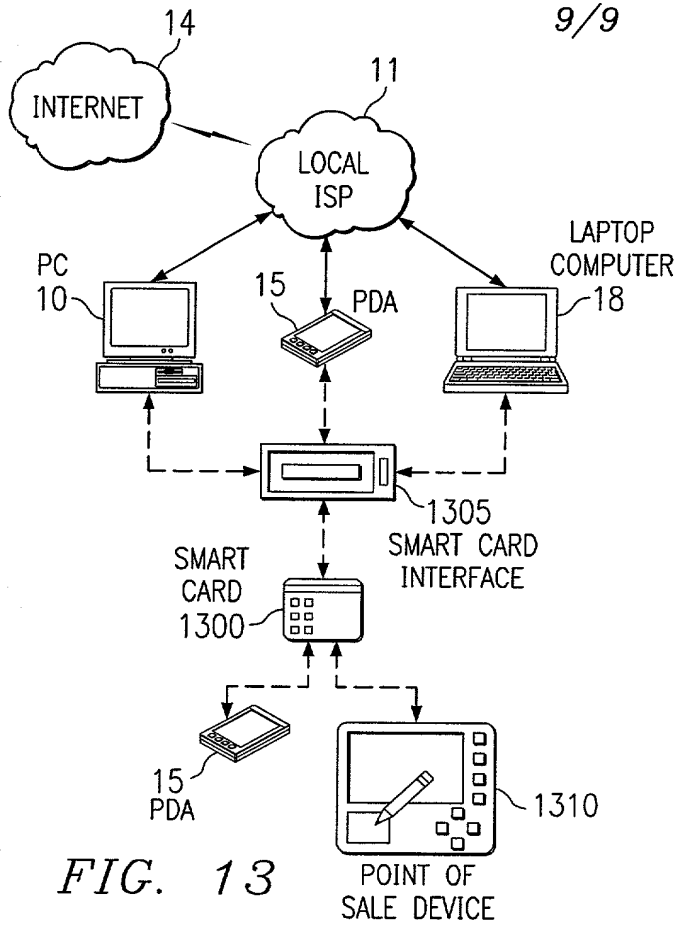 9/9
14
INTERNET
11
LOCAL
ISP
PC
10
15
PDA
LAPTOP
COMPUTER
18
1305
SMART CARD
INTERFACE
SMART
CARD
1300
15
PDA
1310
POINT OF
SALE DEVICE
FIG. 13